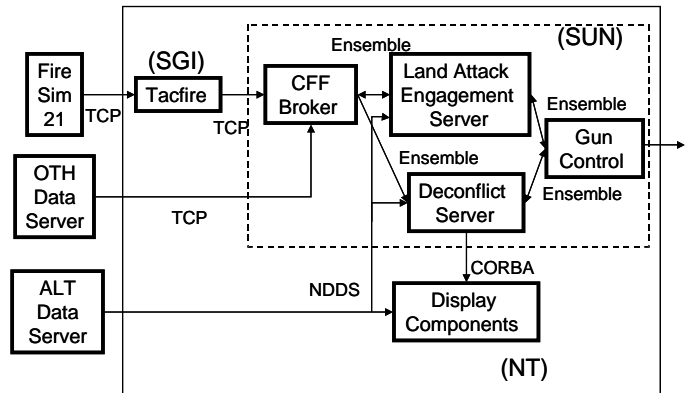 (SUN)
Ensemble
(SGI)
Fire
Sim
21
TCP
Tacfire
TCP
CFF
Broker
Land Attack
Engagement
Server
Ensemble
Gun
Control
OTH
Data
Server
TCP
Ensemble
Deconflict
Server
Ensemble
CORBA
ALT
Data
Server
NDDS
Display
Components
(NT)